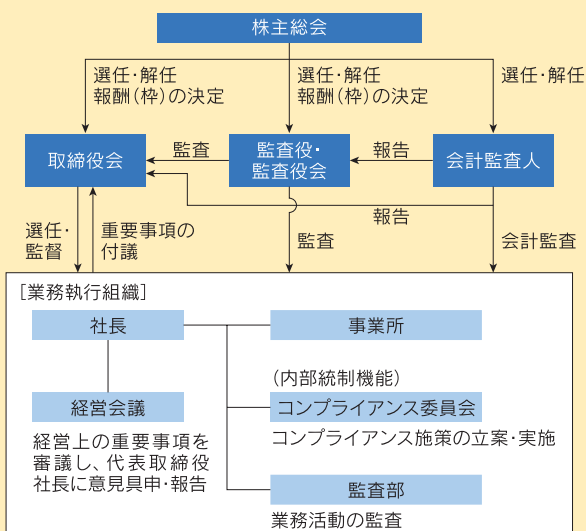 株主総会
選任・解任
報酬（枠）の決定
選任・解任
報酬（枠）の決定
選任・解任
取締役会
監査
監査役・
監査役会
報告
会計監査人
報告
選任・
監督
重要事項の
付議
監査
会計監査
［業務執行組織］
社長
事業所
（内部統制機能）
経営会議
コンプライアンス委員会
経営上の重要事項を
審議し、代表取締役
社長に意見具申・報告
コンプライアンス施策の立案・実施
監査部
業務活動の監査